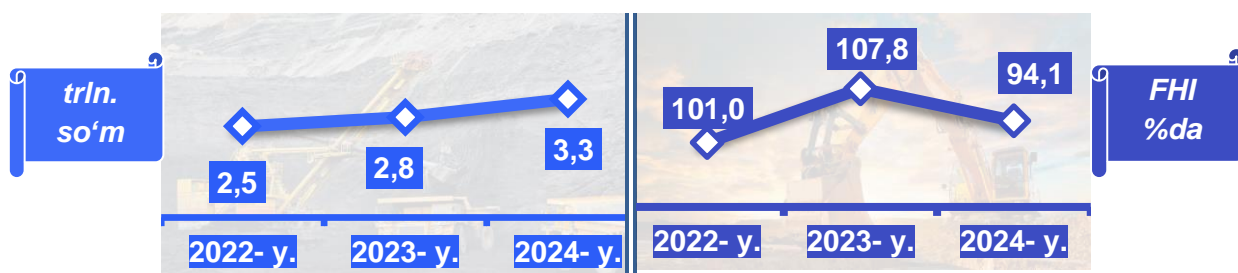 trln.
so‘m
2,5
2,8
3,3
2022- y.
2023- y.
2024- y.
101,0
107,8
94,1
2022- y.
2023- y.
2024- y.
FHI
%da